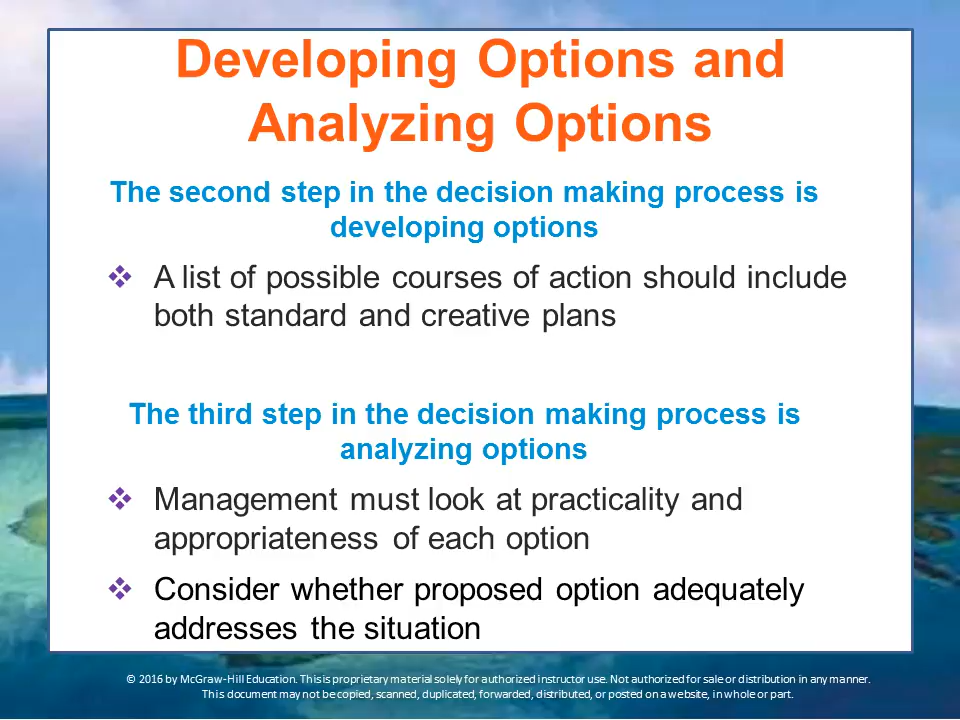 Developing Options and
Analyzing Options
The second step in the decision making process is
developing options
❖ A list of possible courses of action should include
both standard and creative plans
The third step in the decision making process is
analyzing options
❖ Management must look at practicality and
appropriateness of each option
❖ Consider whether proposed option adequately
addresses the situation
© 2016 by McGraw-Hill Education. This is proprietary material solely for authorized instructor use. Not authorized for sale or distribution in any manner.
This document may not be copied, scanned, duplicated, forwarded, distributed, or posted on a website, in whole or part.